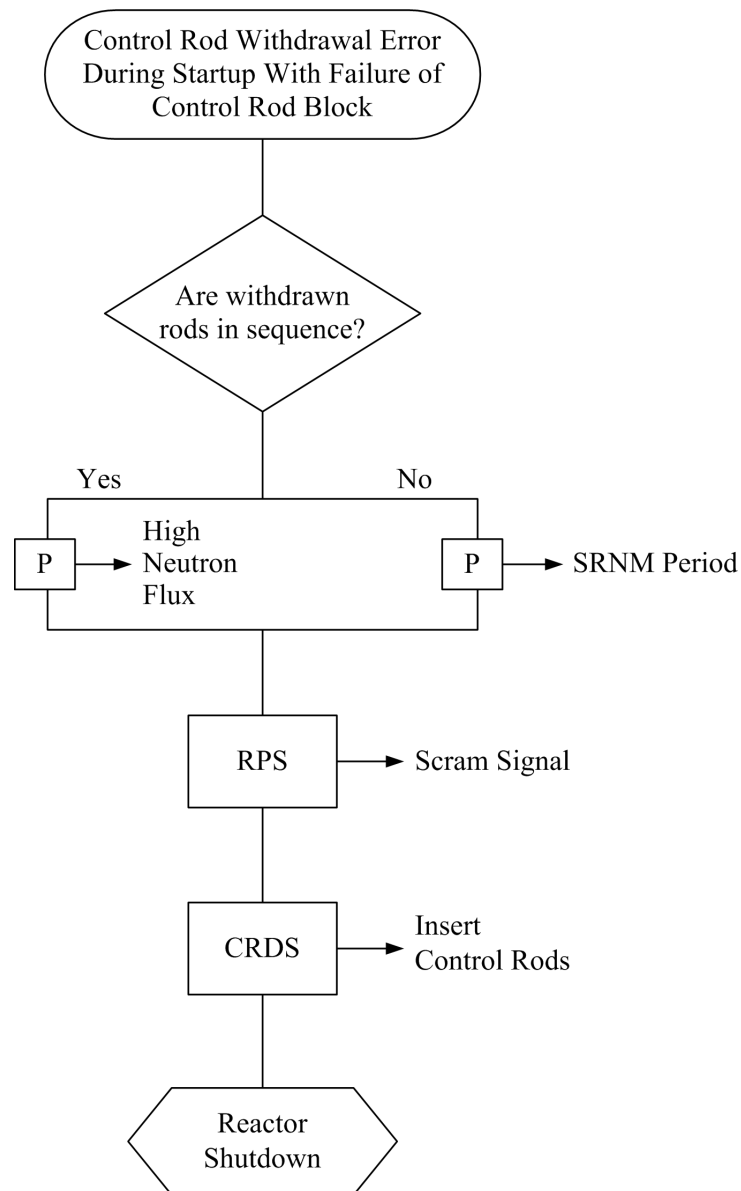 Control Rod Withdrawal Error
During Startup With Failure of
Control Rod Block
Are withdrawn
rods in sequence?
Yes
No
P
High
Neutron
Flux
P
SRNM Period
RPS
Scram Signal
CRDS
Insert
Control Rods
Reactor
Shutdown